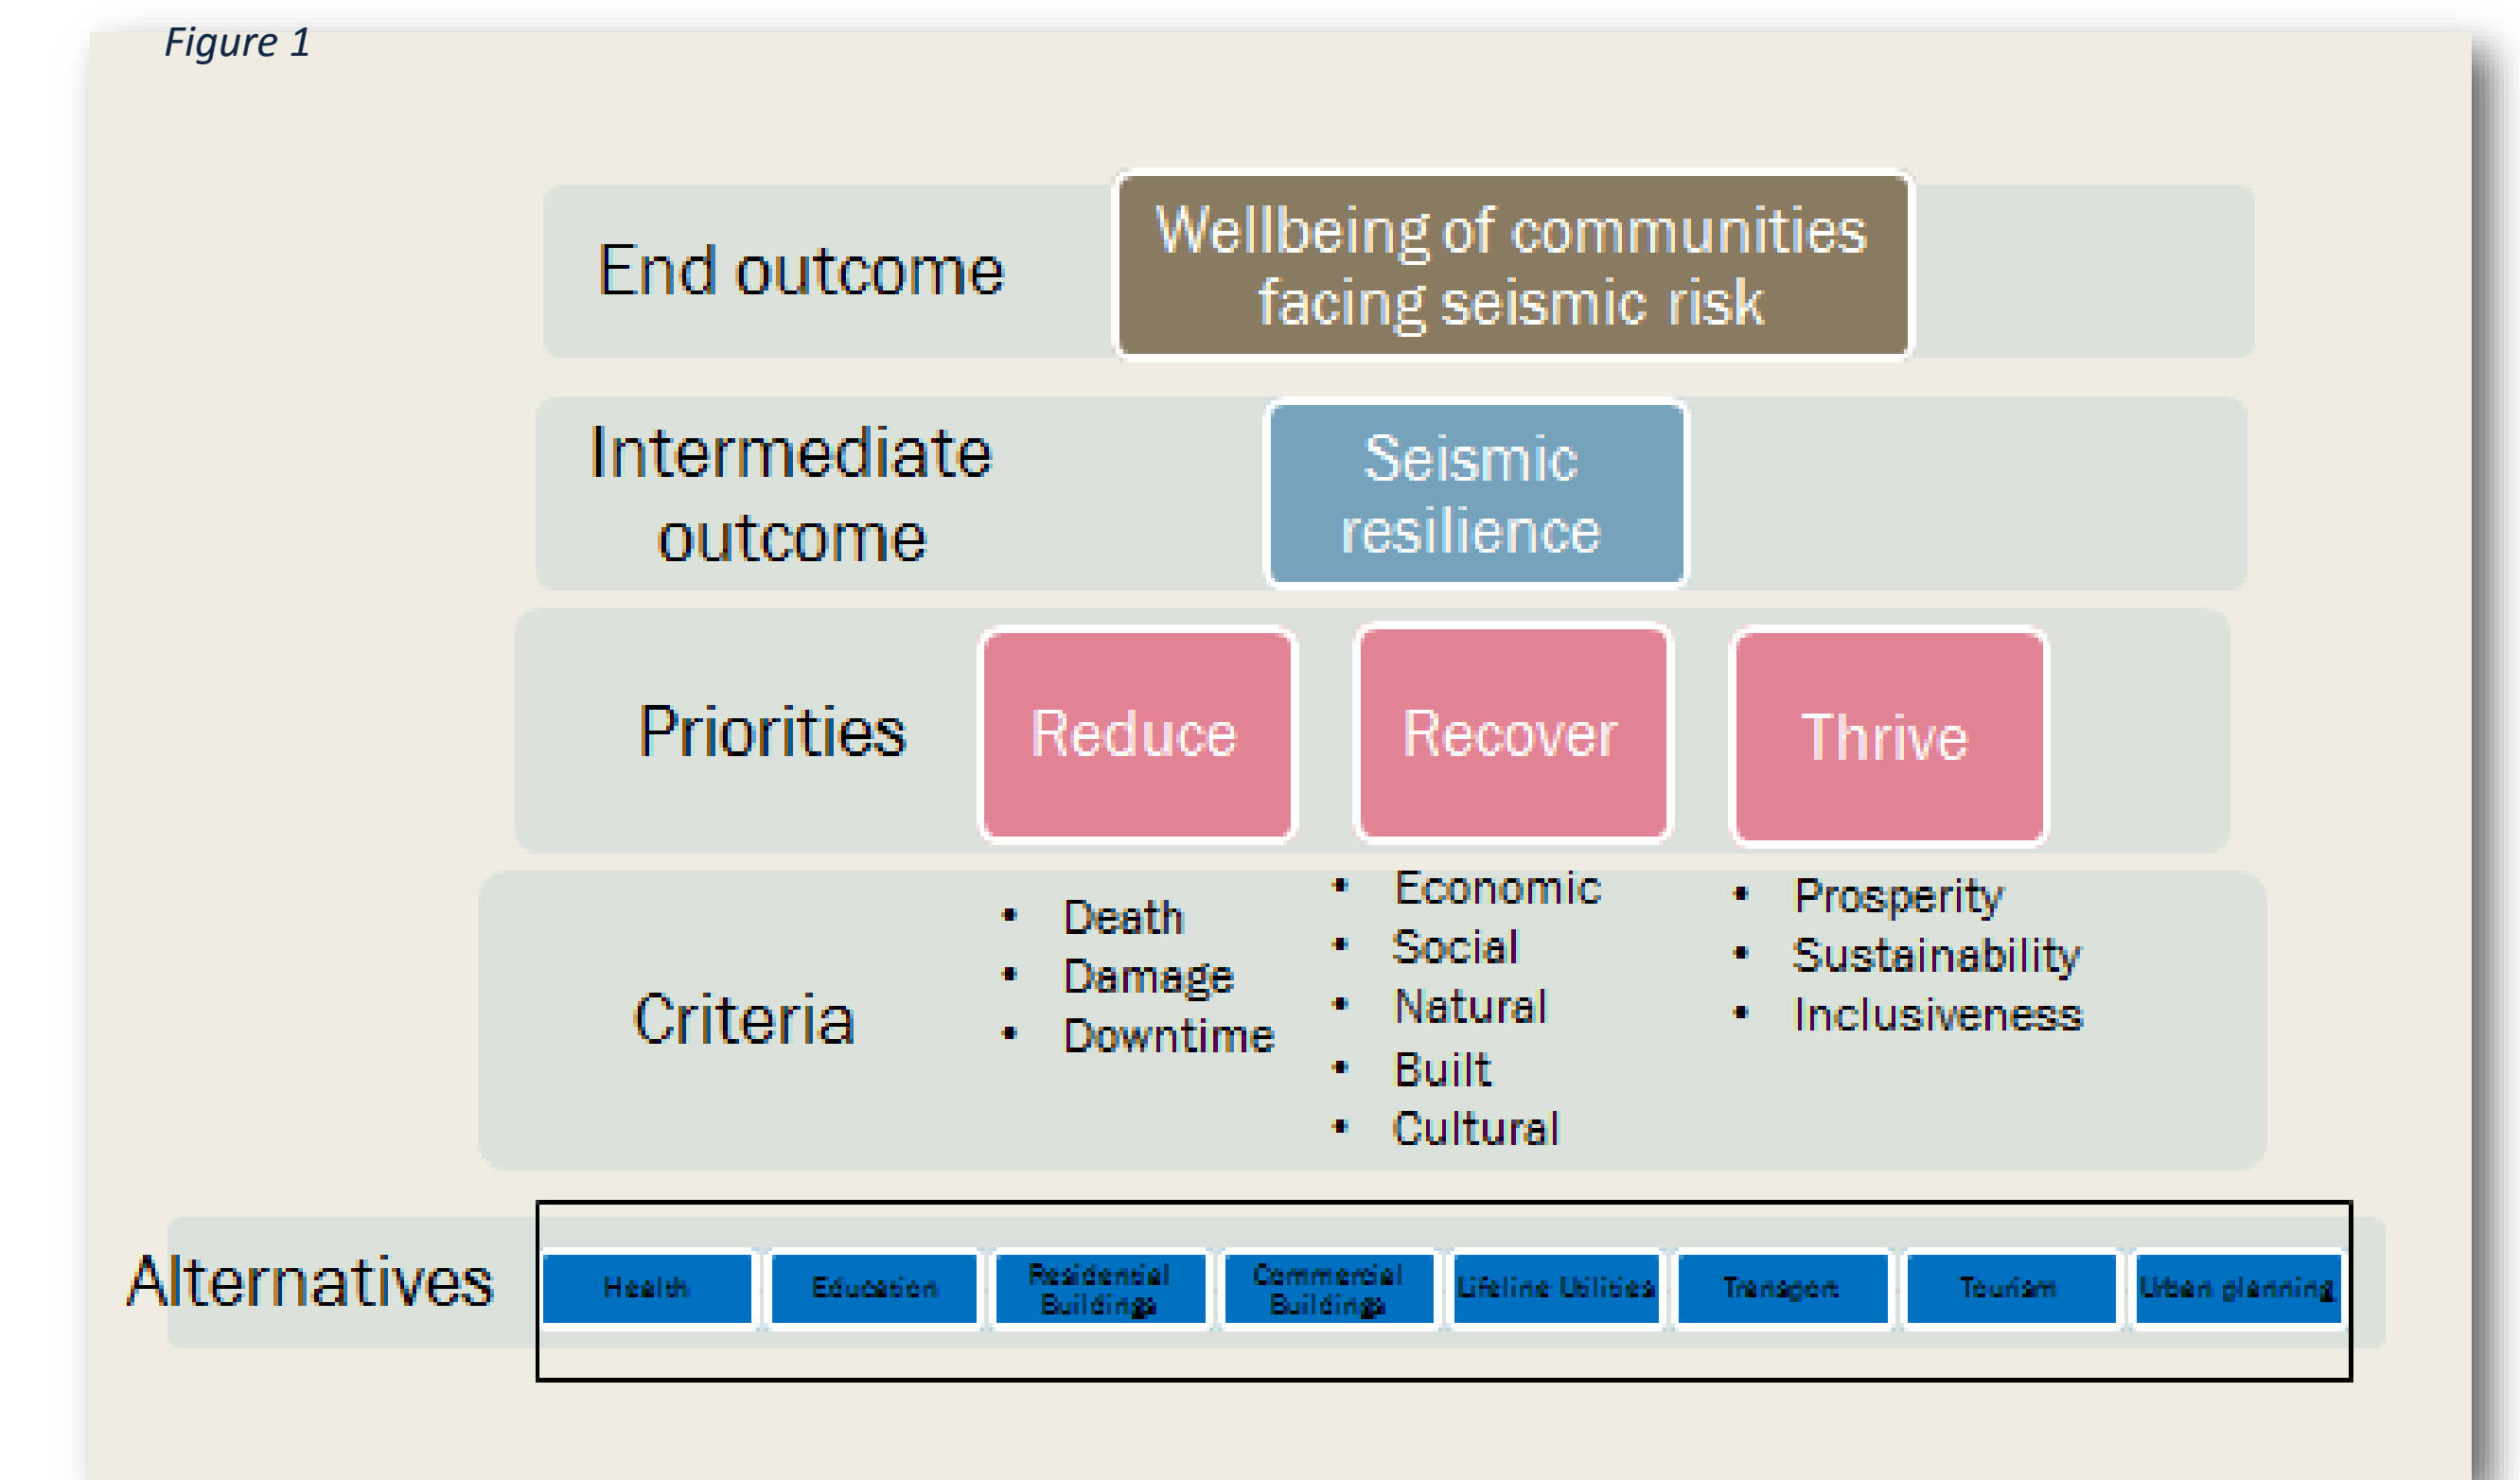 Figure 1
End outcome
Wellbeing of communities
facing seismic risk
Intermediate
outcome
Seismic
resilience
Priorities
Reduce
Recover
Thrive
Criteria
• Death
• Damage
• Downtime
• Economic
• Social
• Natural
• Built
• Cultural
• Prosperity
• Sustainability
• Inclusiveness
Alternatives
Health
Education
Residential
Buildings
Commercial
Buildings
Lifeline Utilities
Transport
Tourism
Urban planning